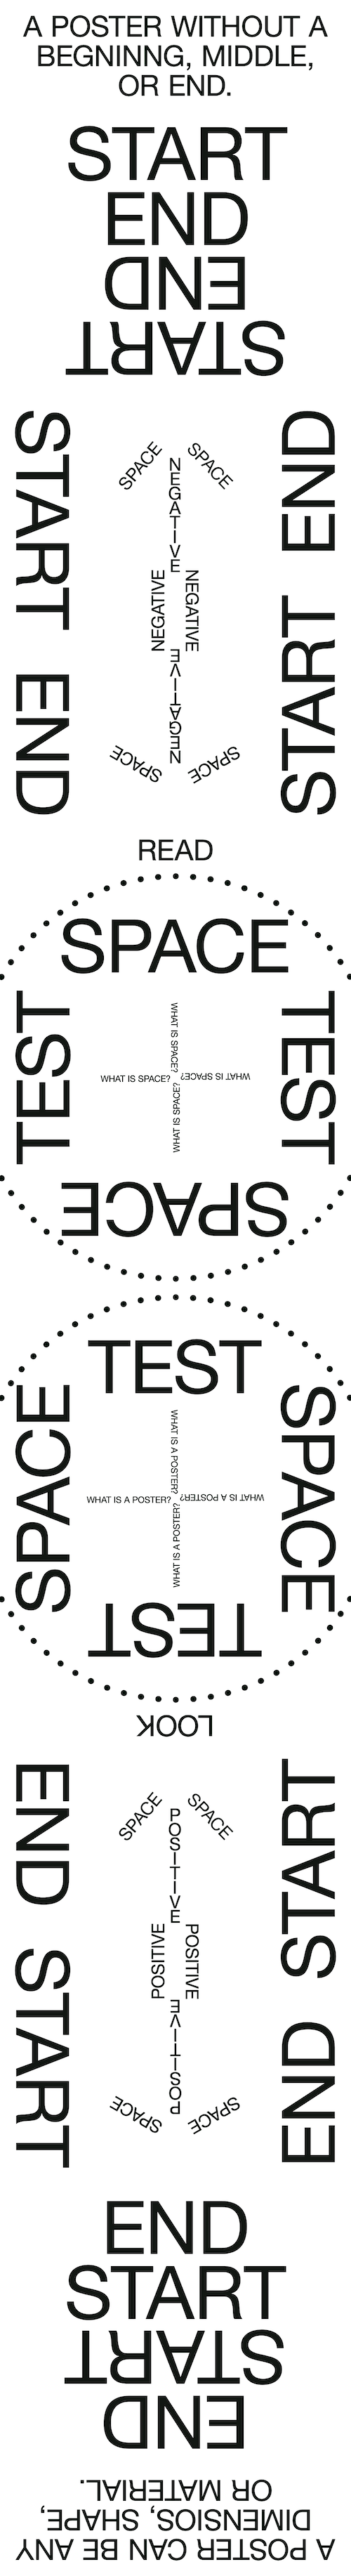 A POSTER WITHOUT A
BEGNINNG, MIDDLE,
OR END.
START
END
END
START
START END
SPACE
SPACE
NEGATIVE
NEGATIVE
NEGATIVE
NEGATIVE
SPACE
SPACE
START END
READ
SPACE
TEST
WHAT IS SPACE?
WHAT IS SPACE?
WHAT IS SPACE?
WHAT IS SPACE?
TEST
SPACE
TEST
SPACE
WHAT IS A POSTER?
WHAT IS A POSTER?
WHAT IS A POSTER?
WHAT IS A POSTER?
SPACE
TEST
LOOK
END START
SPACE
SPACE
POSITIVE
POSITIVE
POSITIVE
POSITIVE
SPACE
SPACE
END START
END
START
START
END
A POSTER CAN BE ANY
DIMENSIOS, SHAPE,
OR MATERIAL.